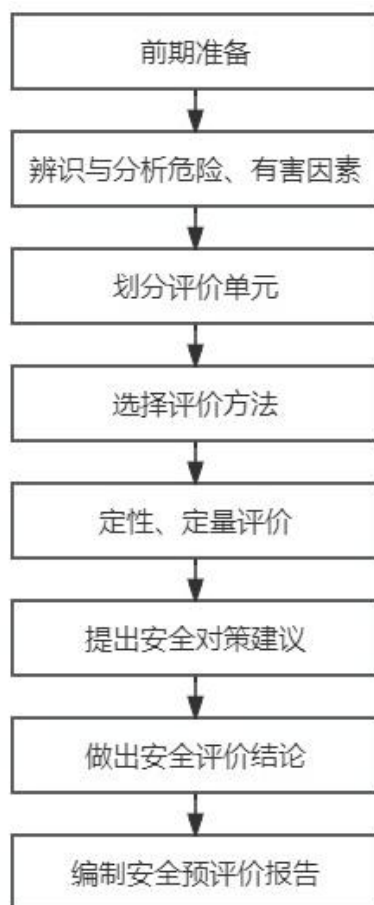 前期准备
辨识与分析危险、有害因素
划分评价单元
选择评价方法
定性、定量评价
提出安全对策建议
做出安全评价结论
编制安全预评价报告